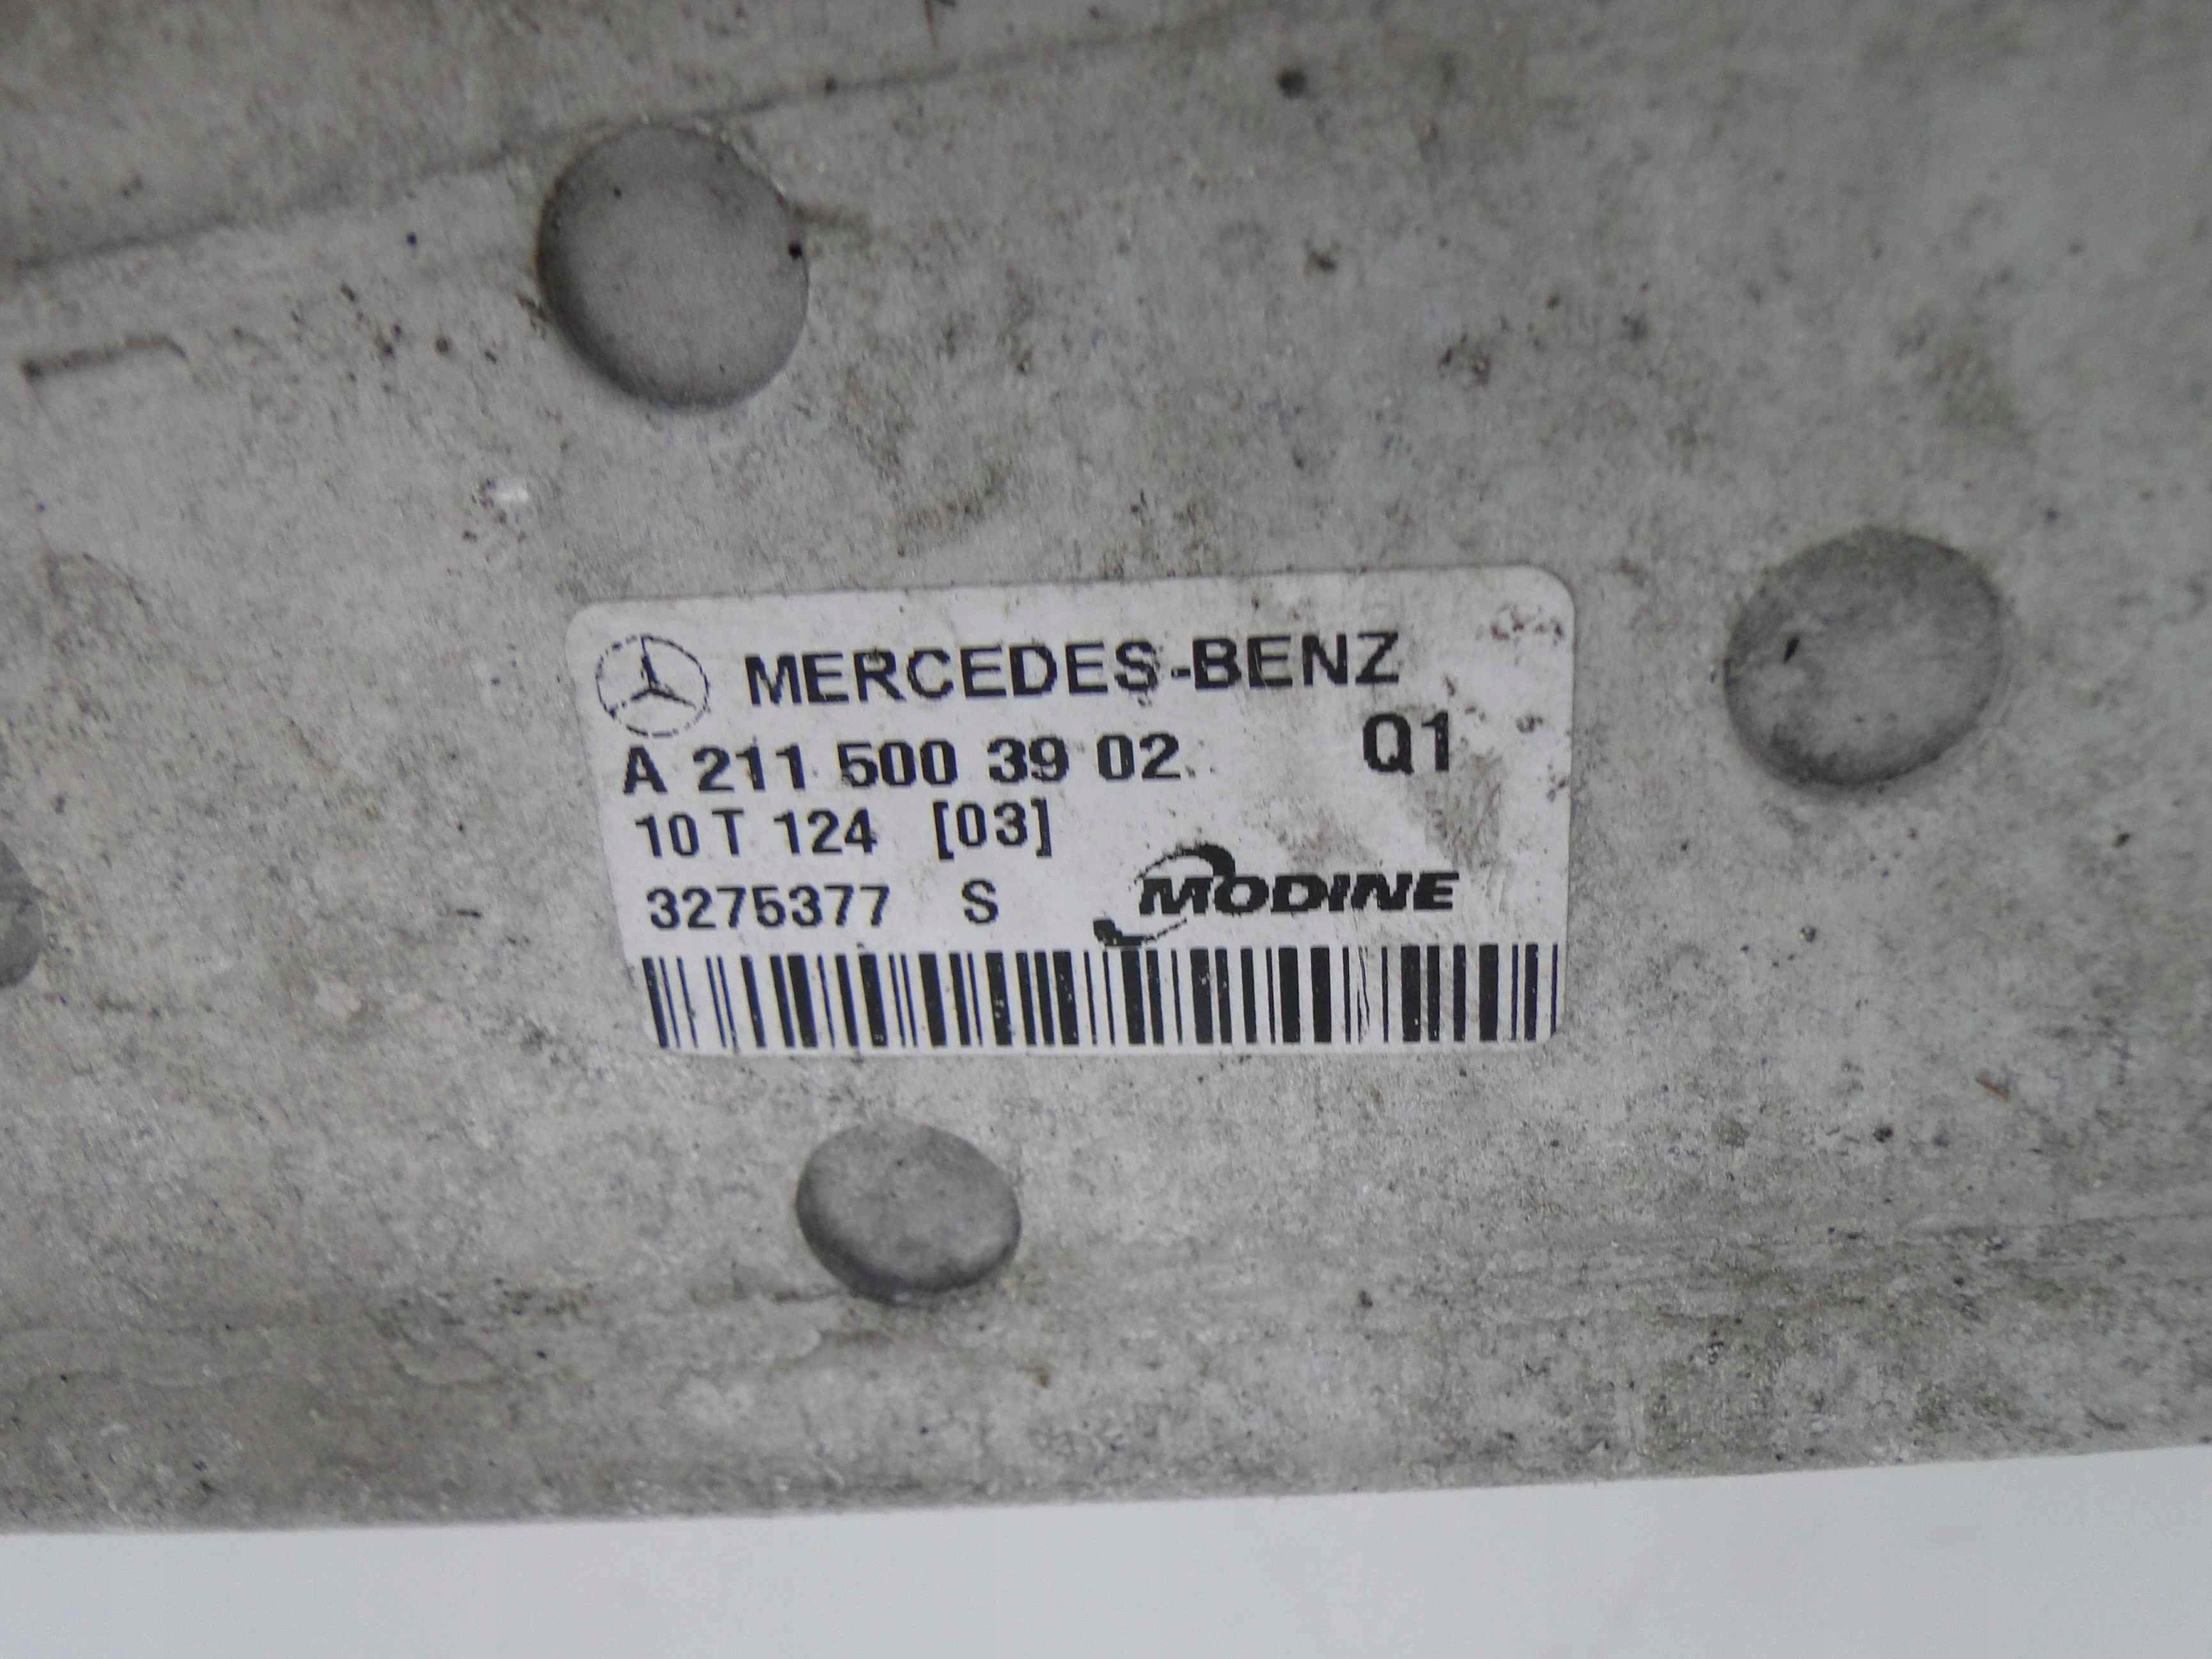 MERCEDES-BENZ
A 211 500 39 02 Q1
10 T 124 [03]
3275377 S MODINE